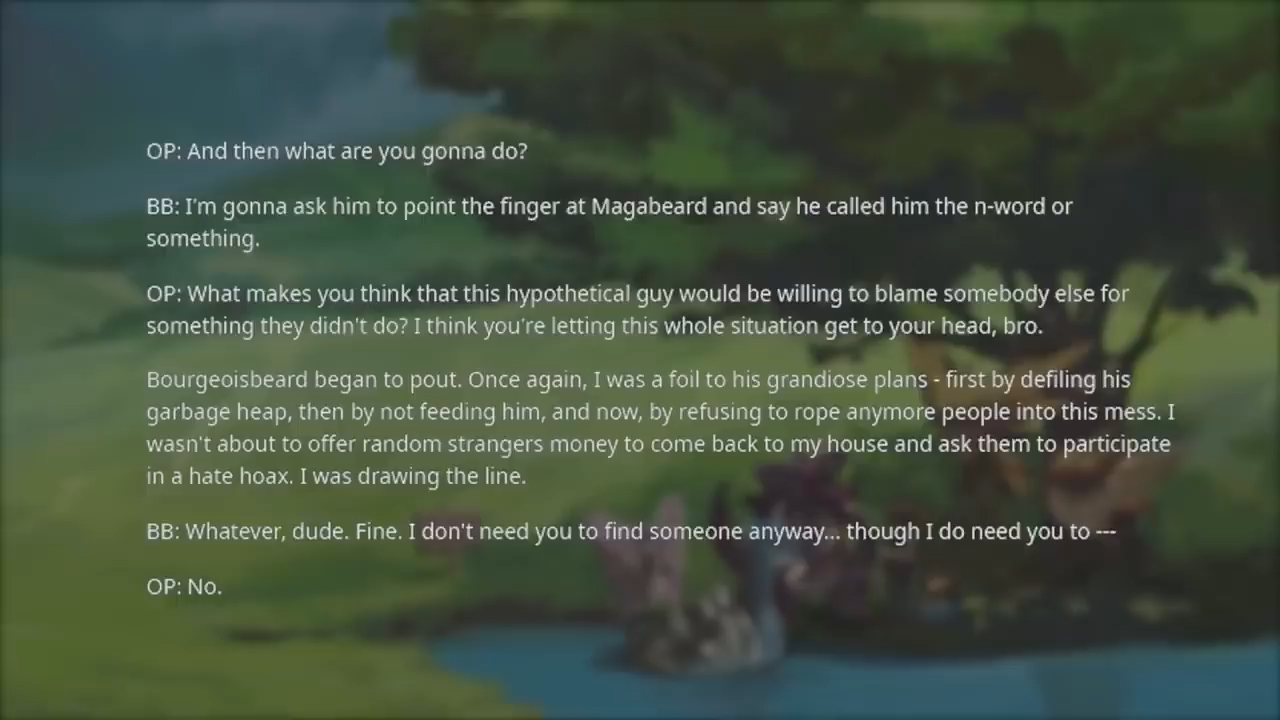 OP: And then what are you gonna do?
BB: I'm gonna ask him to point the finger at Magabeard and say he called him the n-word or
something.
OP: What makes you think that this hypothetical guy would be willing to blame somebody else for
something they didn't do? I think you're letting this whole situation get to your head, bro.
Bourgeoisbeard began to pout. Once again, I was a foil to his grandiose plans - first by defiling his
garbage heap, then by not feeding him, and now, by refusing to rope anymore people into this mess. I
wasn't about to offer random strangers money to come back to my house and ask them to participate
in a hate hoax. I was drawing the line.
BB: Whatever, dude. Fine. I don't need you to find someone anyway... though I do need you to ---
OP: No.